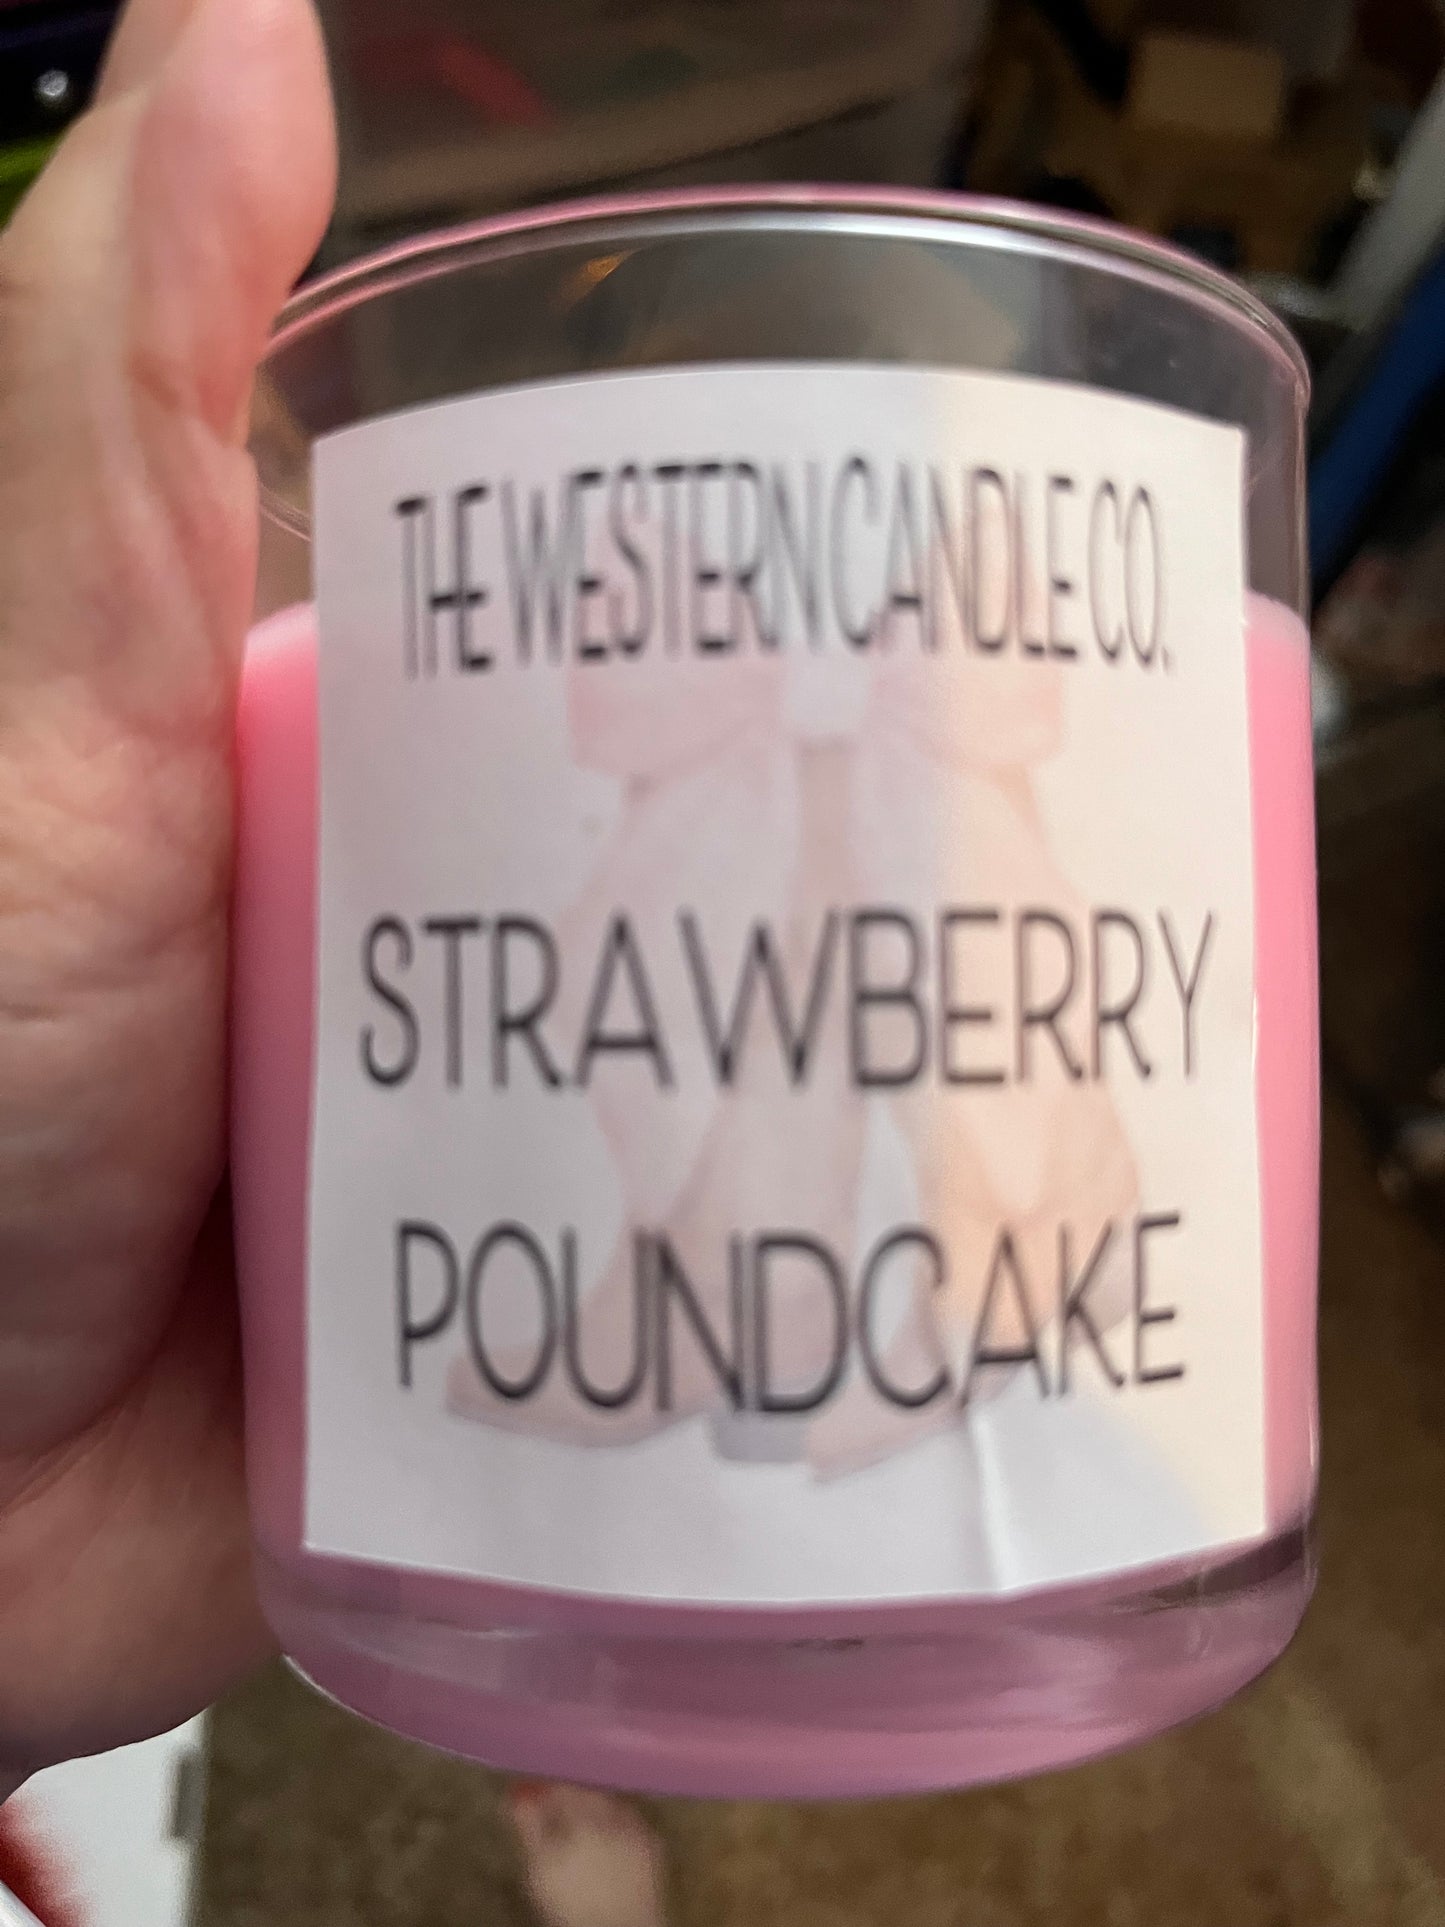 THE WESTERN CANDLE CO.
STRAWBERRY
POUNDCAKE